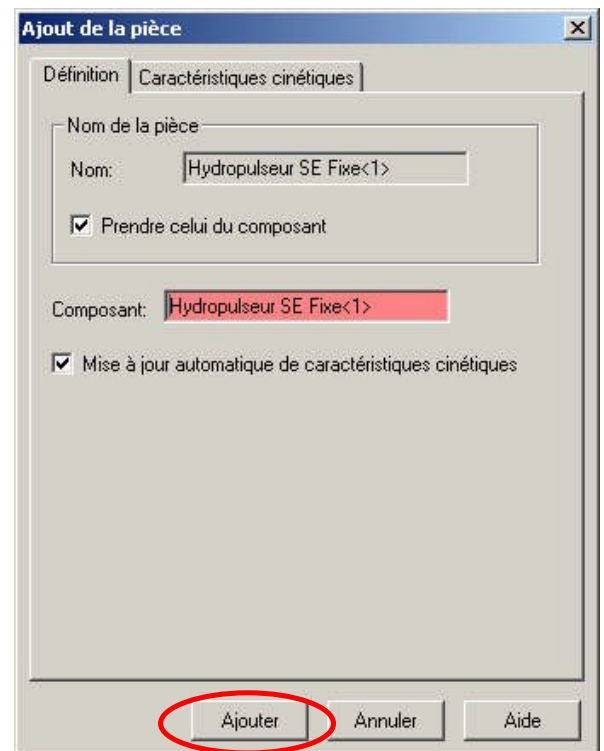 Ajout de la pièce
Définition
Caractéristiques cinétiques
Nom de la pièce
Nom: Hydropulseur SE Fixe<1>
Prendre celui du composant
Composant: Hydropulseur SE Fixe<1>
Mise à jour automatique de caractéristiques cinétiques
Ajouter Annuler Aide